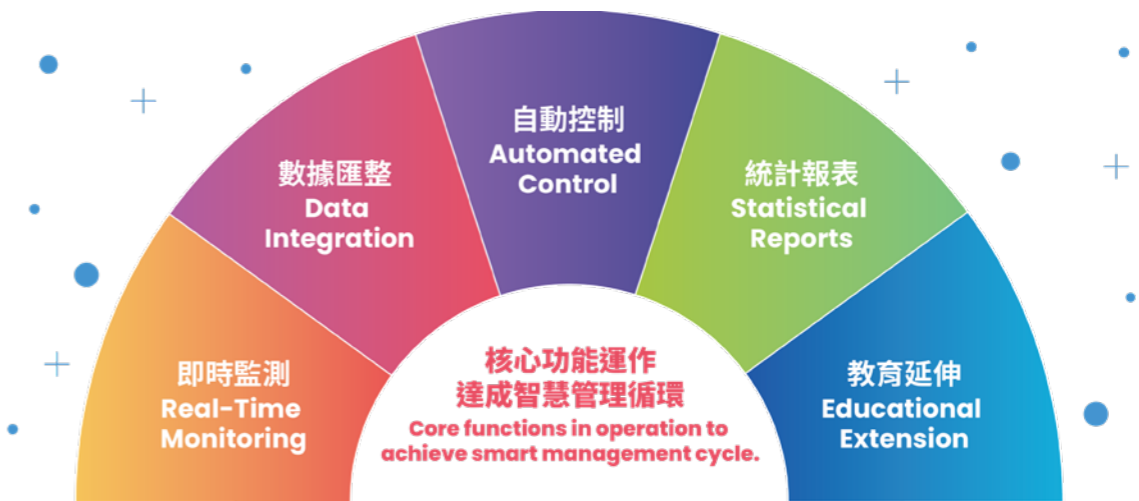 即時監測
Real-Time
Monitoring
數據匯整
Data
Integration
自動控制
Automated
Control
統計報表
Statistical
Reports
教育延伸
Educational
Extension
核心功能運作
達成智慧管理循環
Core functions in operation to
achieve smart management cycle.